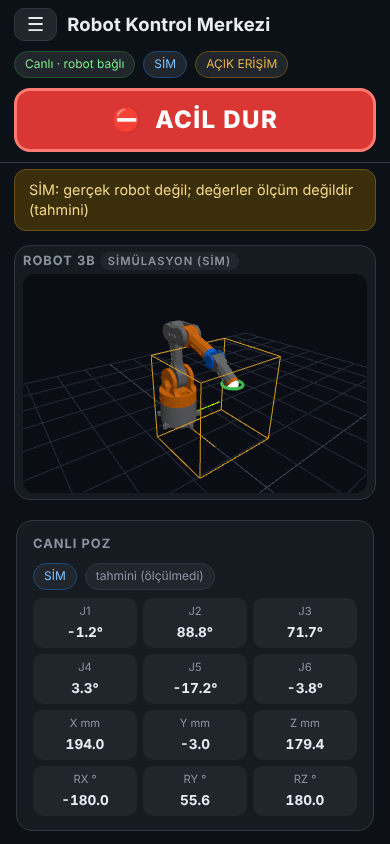 ☰ Robot Kontrol Merkezi
Canlı · robot bağlı SİM AÇIK ERİŞİM
⛔ ACİL DUR
SİM: gerçek robot değil; değerler ölçüm değildir
(tahmini)
ROBOT 3B SİMÜLASYON (SİM)
CANLI POZ
SİM tahmini (ölçülmedi)
J1 J2 J3
-1.2° 88.8° 71.7°
J4 J5 J6
3.3° -17.2° -3.8°
X mm Y mm Z mm
194.0 -3.0 179.4
RX ° RY ° RZ °
-180.0 55.6 180.0